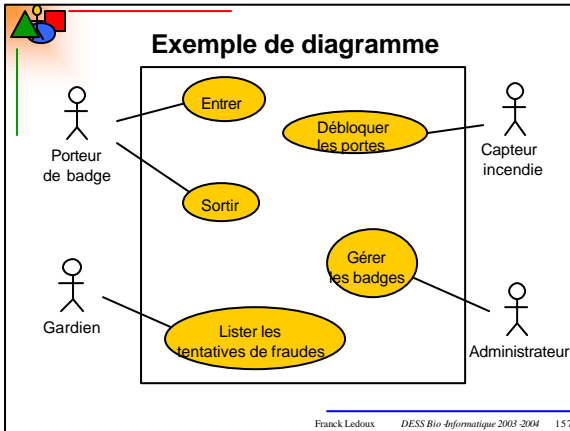 Exemple de diagramme
Entrer
Débloquer
les portes
Porteur
de badge
Capteur
incendie
Sortir
Gérer
les badges
Gardien
Lister les
tentatives de fraudes
Administrateur
Franck Ledoux DESS Bio-Informatique 2003-2004 157